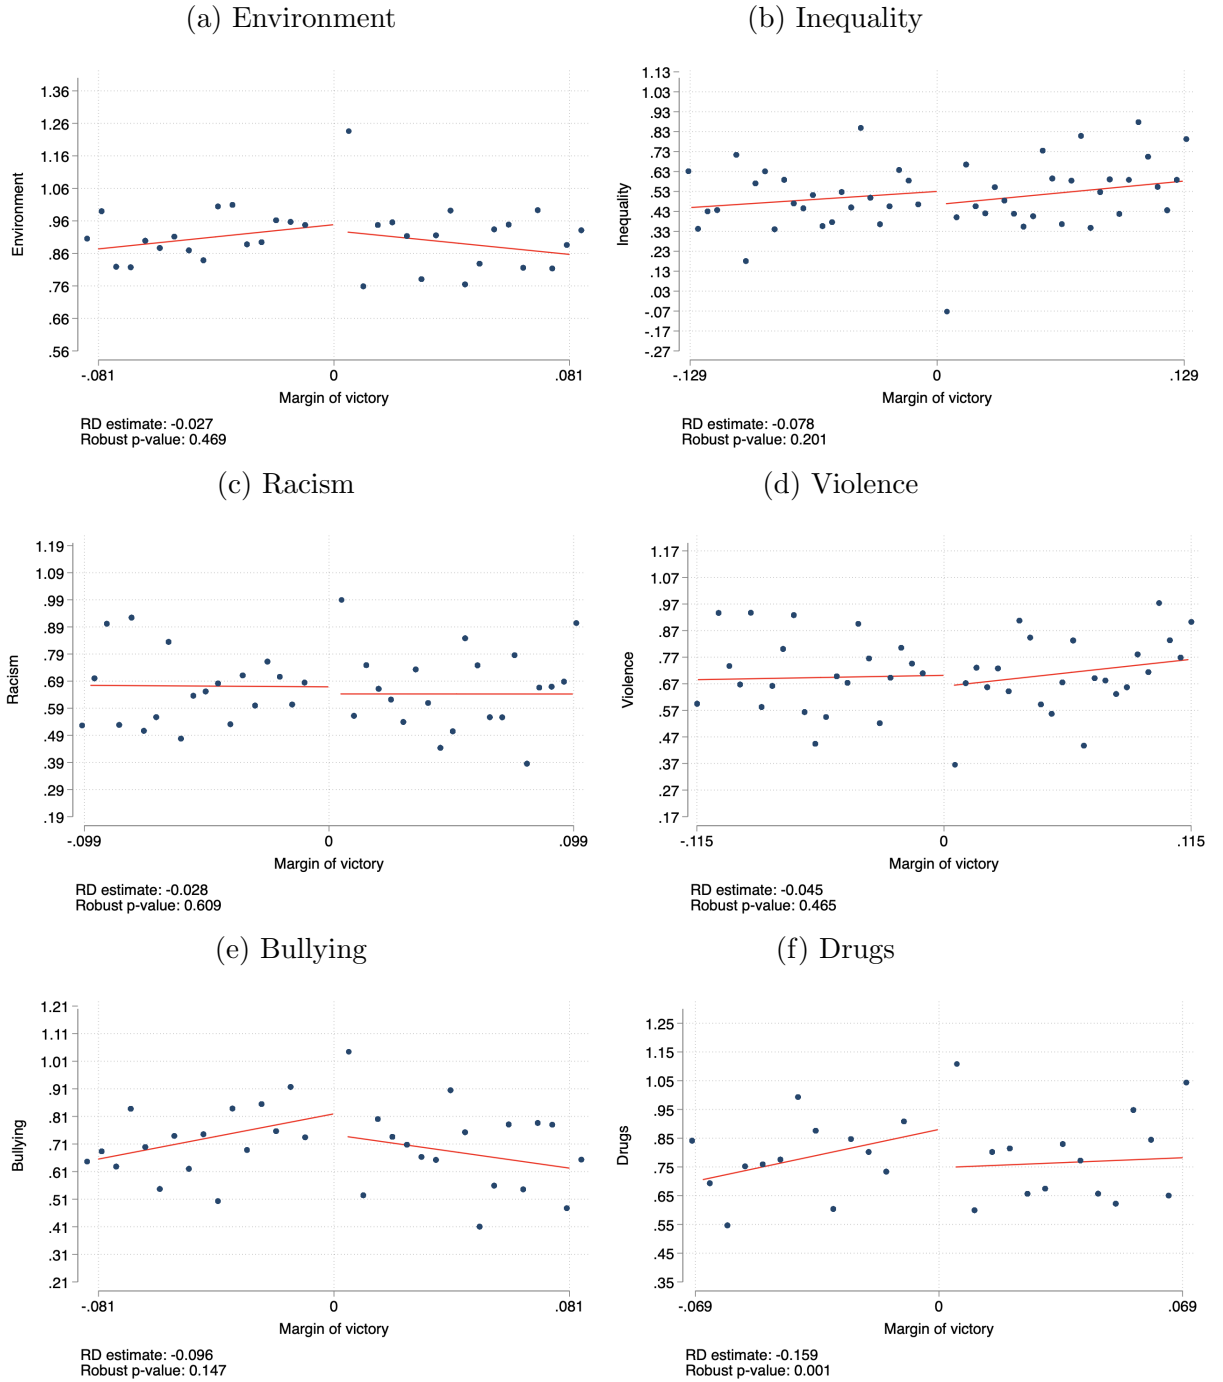 (a) Environment
1.36
1.26
1.16
1.06
.96
.86
.76
.66
.56
Environment
-.081
0
.081
Margin of victory
RD estimate: -0.027
Robust p-value: 0.469
(b) Inequality
1.13
1.03
.93
.83
.73
.63
.53
.43
.33
.23
.13
.03
-.07
-.17
-.27
Inequality
-.129
0
.129
Margin of victory
RD estimate: -0.078
Robust p-value: 0.201
(c) Racism
1.19
1.09
.99
.89
.79
.69
.59
.49
.39
.29
.19
Racism
-.099
0
.099
Margin of victory
RD estimate: -0.028
Robust p-value: 0.609
(d) Violence
1.17
1.07
.97
.87
.77
.67
.57
.47
.37
.27
.17
Violence
-.115
0
.115
Margin of victory
RD estimate: -0.045
Robust p-value: 0.465
(e) Bullying
1.21
1.11
1.01
.91
.81
.71
.61
.51
.41
.31
.21
Bullying
-.081
0
.081
Margin of victory
RD estimate: -0.096
Robust p-value: 0.147
(f) Drugs
1.25
1.15
1.05
.95
.85
.75
.65
.55
.45
.35
Drugs
-.069
0
.069
Margin of victory
RD estimate: -0.159
Robust p-value: 0.001